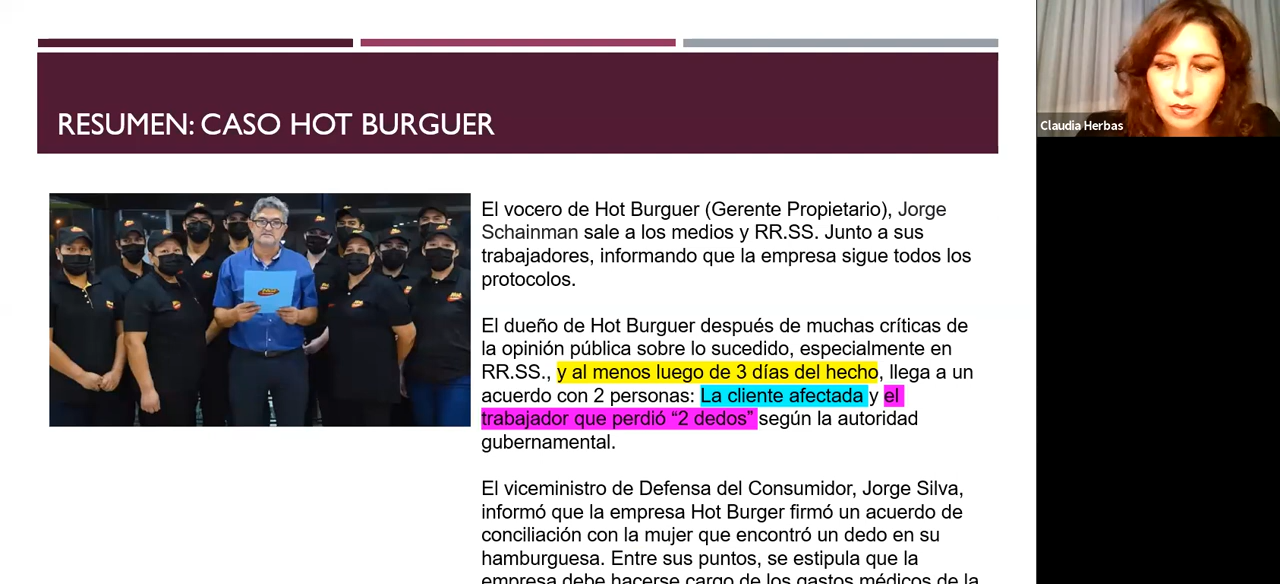 RESUMEN: CASO HOT BURGUER
El vocero de Hot Burguer (Gerente Propietario), Jorge
Schainman sale a los medios y RR.SS. Junto a sus
trabajadores, informando que la empresa sigue todos los
protocolos.
El dueño de Hot Burguer después de muchas críticas de
la opinión pública sobre lo sucedido, especialmente en
RR.SS., y al menos luego de 3 días del hecho, llega a un
acuerdo con 2 personas: La cliente afectada y el
trabajador que perdió “2 dedos” según la autoridad
gubernamental.
El viceministro de Defensa del Consumidor, Jorge Silva,
informó que la empresa Hot Burger firmó un acuerdo de
conciliación con la mujer que encontró un dedo en su
hamburguesa. Entre sus puntos, se estipula que la
empresa debe hacerse cargo de los gastos médicos de la
Claudia Herbas